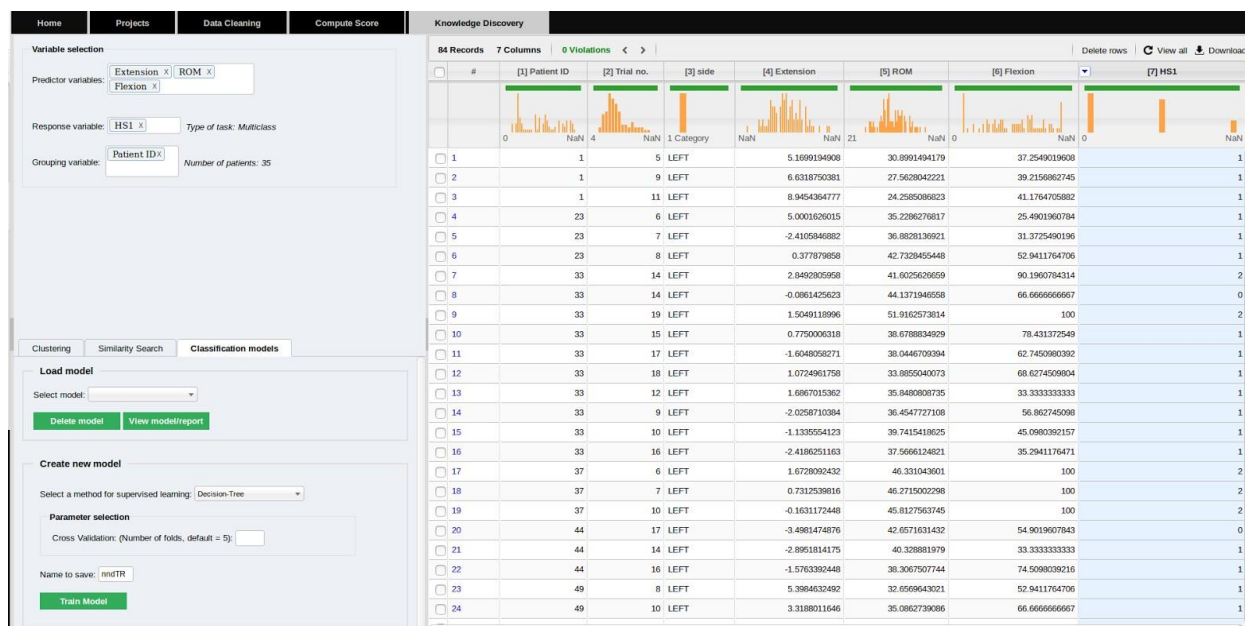 Home Projects Data Cleaning Compute Score Knowledge Discovery
Variable selection
Predictor variables: Extension X ROM X
Flexion X
Response variable: HS1 X Type of task: Multiclass
Grouping variable: Patient IDX Number of patients: 35
Clustering Similarity Search Classification models
Load model
Select model:
Delete model View model/report
Create new model
Select a method for supervised learning: Decision-Tree
Parameter selection
Cross Validation: (Number of folds, default = 5):
Name to save: nndTR
Train Model
84 Records 7 Columns 0 Violations < > Delete rows View all Download
# [1] Patient ID [2] Trial no. [3] side [4] Extension [5] ROM [6] Flexion [7] HS1
0 NaN 4 NaN 1 Category NaN NaN 21 NaN 0 NaN 0 NaN
1 1 5 LEFT 5.1699194908 30.8991494179 37.2549019608 1
2 1 9 LEFT 6.6318750381 27.5628042221 39.2156862745 1
3 1 11 LEFT 8.9454364777 24.2585086823 41.1764705882 1
4 23 6 LEFT 5.0001626015 35.2286276817 25.4901960784 1
5 23 7 LEFT -2.4105846882 36.8828136921 31.3725490196 1
6 23 8 LEFT 0.377879858 42.7328455448 52.9411764706 1
7 33 14 LEFT 2.8492805958 41.6025626659 90.1960784314 2
8 33 14 LEFT -0.0861425623 44.1371946558 66.6666666667 0
9 33 19 LEFT 1.5049118996 51.9162573814 100 2
10 33 15 LEFT 0.7750006318 38.6788834929 78.431372549 1
11 33 17 LEFT -1.6048058271 38.0446709394 62.7450980392 1
12 33 18 LEFT 1.0724961758 33.8855040073 68.6274509804 1
13 33 12 LEFT 1.6867015362 35.8480808735 33.3333333333 1
14 33 9 LEFT -2.0258710384 36.4547727108 56.862745098 1
15 33 10 LEFT -1.1335554123 39.7415418625 45.0980392157 1
16 33 16 LEFT -2.4186251163 37.5666124821 35.2941176471 1
17 37 6 LEFT 1.6728092432 46.331043601 100 2
18 37 7 LEFT 0.7312539816 46.2715002298 100 2
19 37 10 LEFT -0.1631172448 45.8127563745 100 2
20 44 17 LEFT -3.4981474876 42.6571631432 54.9019607843 0
21 44 14 LEFT -2.8951814175 40.328881979 33.3333333333 1
22 44 16 LEFT -1.5763392448 38.3067507744 74.5098039216 1
23 49 8 LEFT 5.3984632492 32.6569643021 52.9411764706 1
24 49 10 LEFT 3.3188011646 35.0862739086 66.6666666667 1